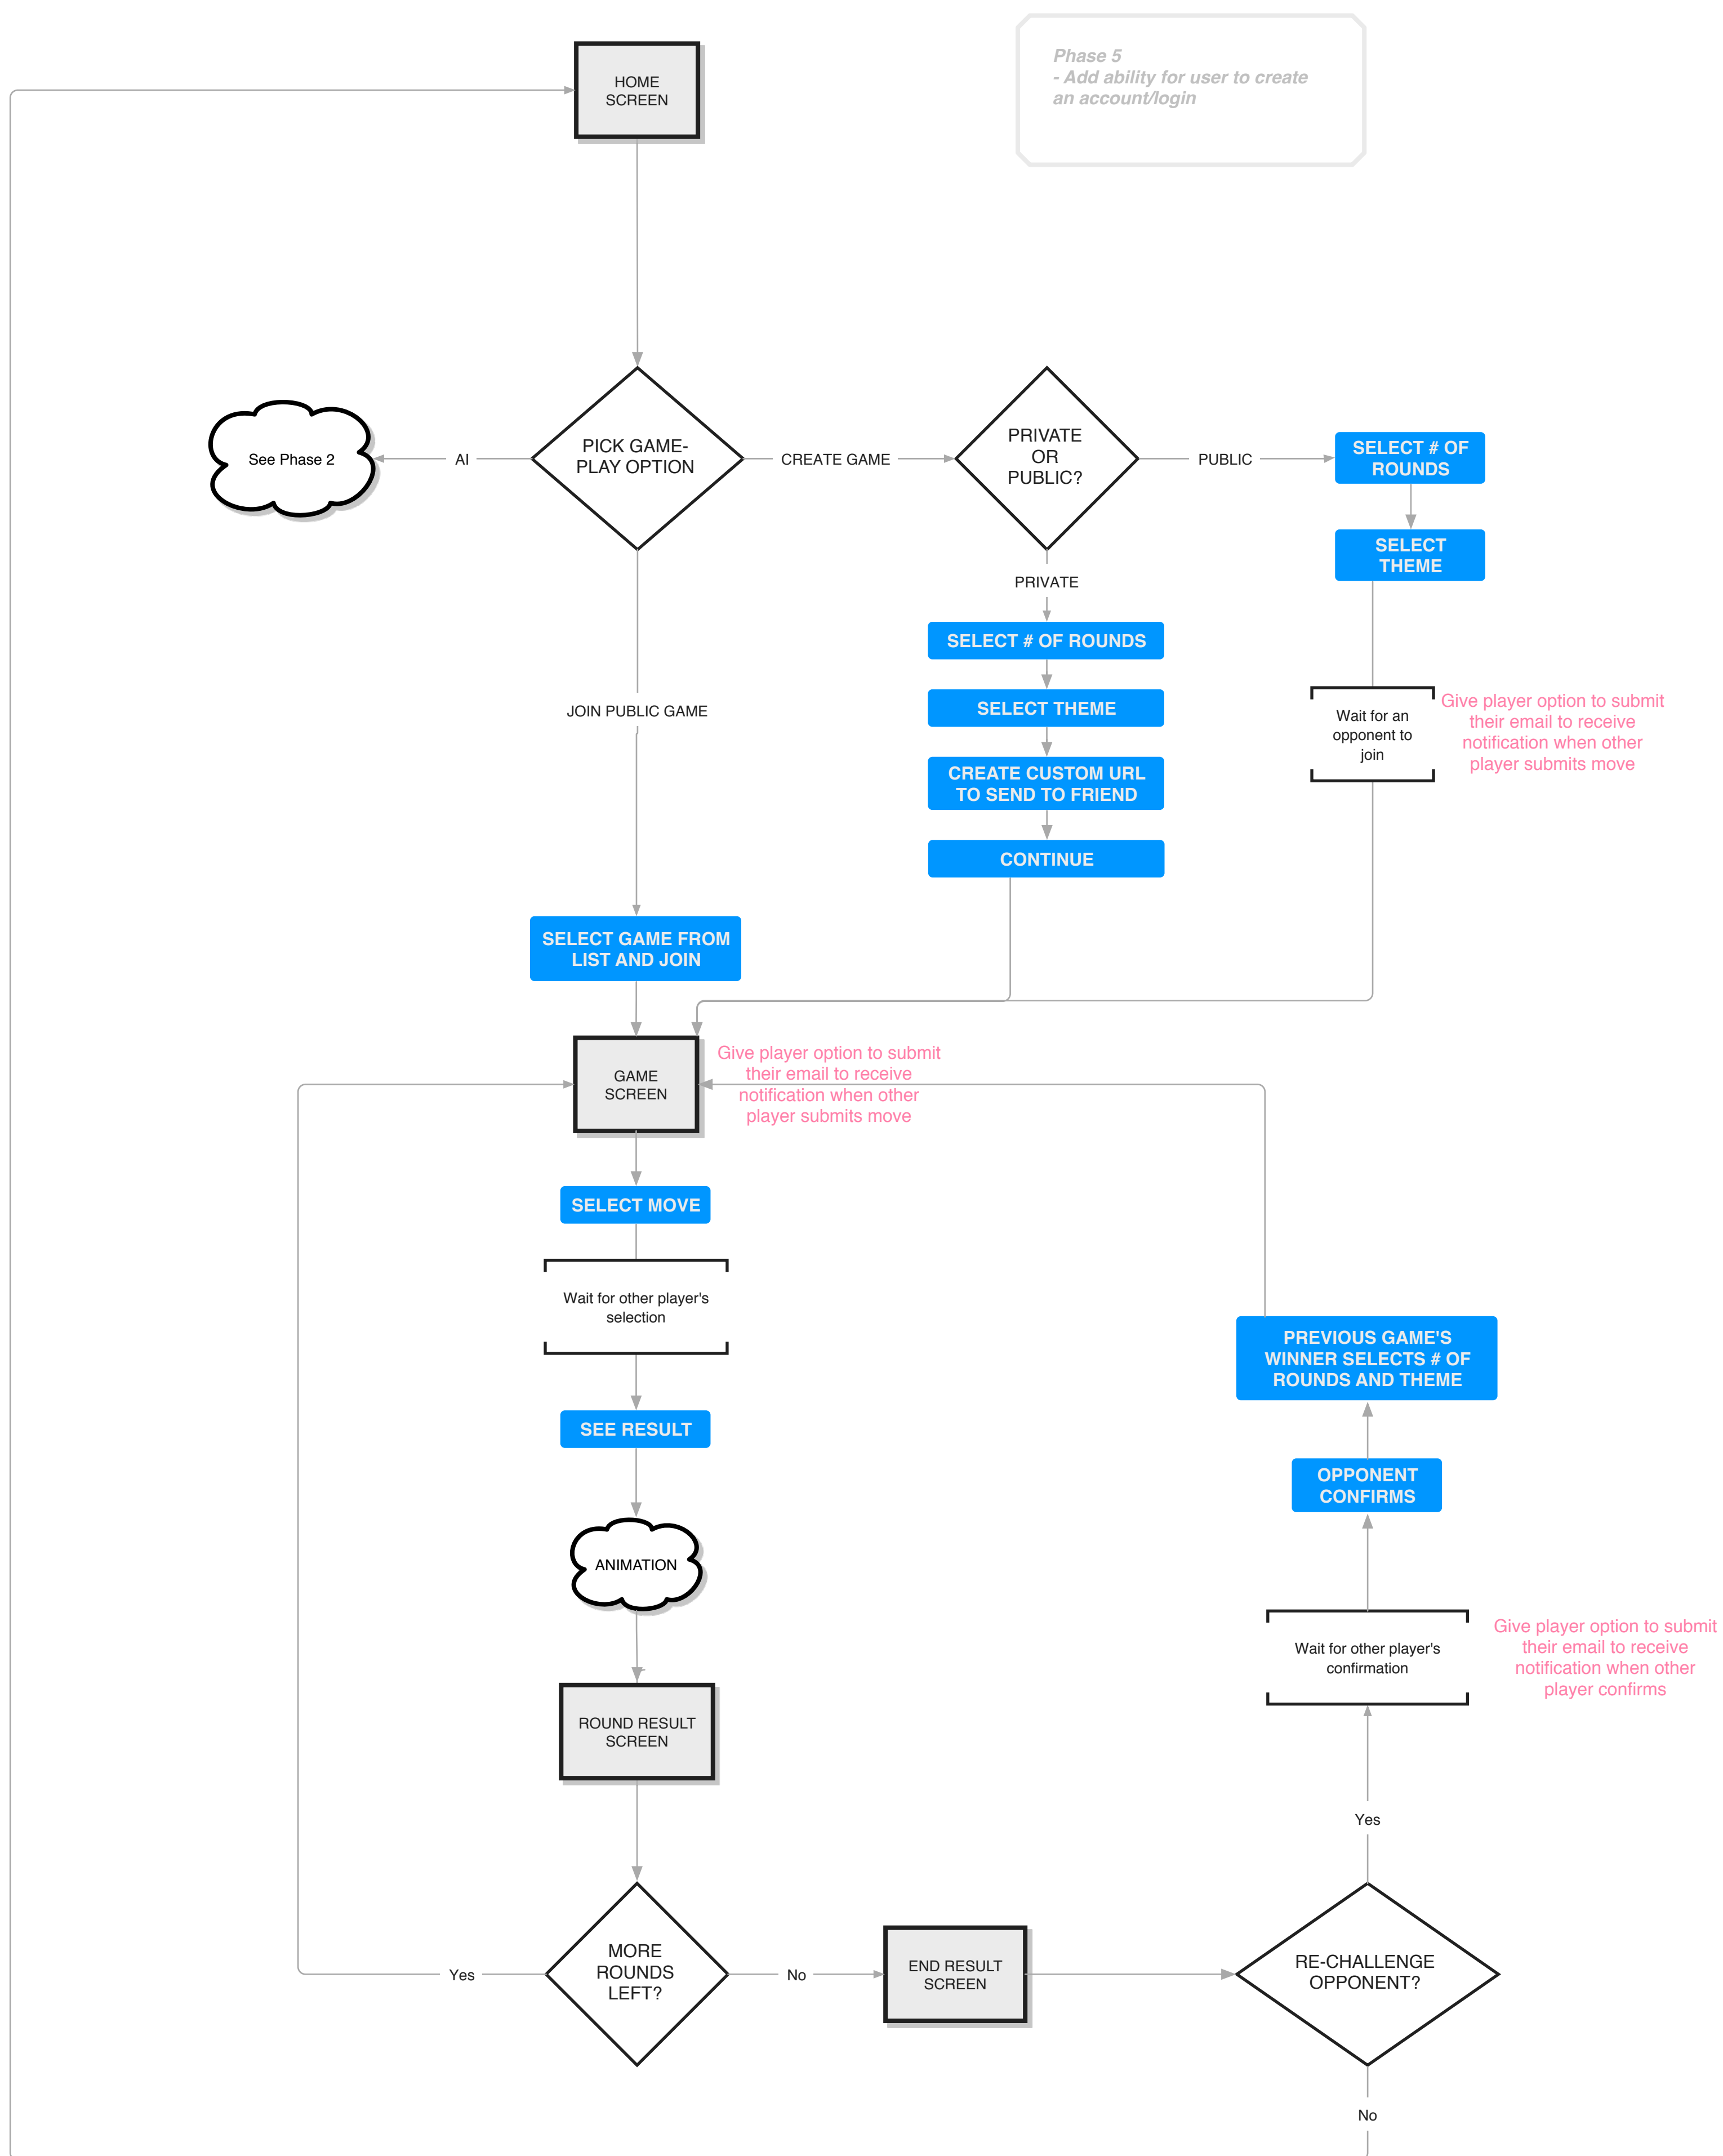 HOME
SCREEN
Phase 5
- Add ability for user to create
an account/login
See Phase 2
AI
PICK GAME-
PLAY OPTION
CREATE GAME
PRIVATE
OR
PUBLIC?
PUBLIC
SELECT # OF
ROUNDS
SELECT
THEME
PRIVATE
SELECT # OF ROUNDS
SELECT THEME
CREATE CUSTOM URL
TO SEND TO FRIEND
CONTINUE
Wait for an
opponent to
join
Give player option to submit
their email to receive
notification when other
player submits move
JOIN PUBLIC GAME
SELECT GAME FROM
LIST AND JOIN
GAME
SCREEN
Give player option to submit
their email to receive
notification when other
player submits move
SELECT MOVE
Wait for other player's
selection
SEE RESULT
ANIMATION
ROUND RESULT
SCREEN
MORE
ROUNDS
LEFT?
Yes
No
END RESULT
SCREEN
RE-CHALLENGE
OPPONENT?
Yes
Wait for other player's
confirmation
Give player option to submit
their email to receive
notification when other
player confirms
OPPONENT
CONFIRMS
PREVIOUS GAME'S
WINNER SELECTS # OF
ROUNDS AND THEME
No